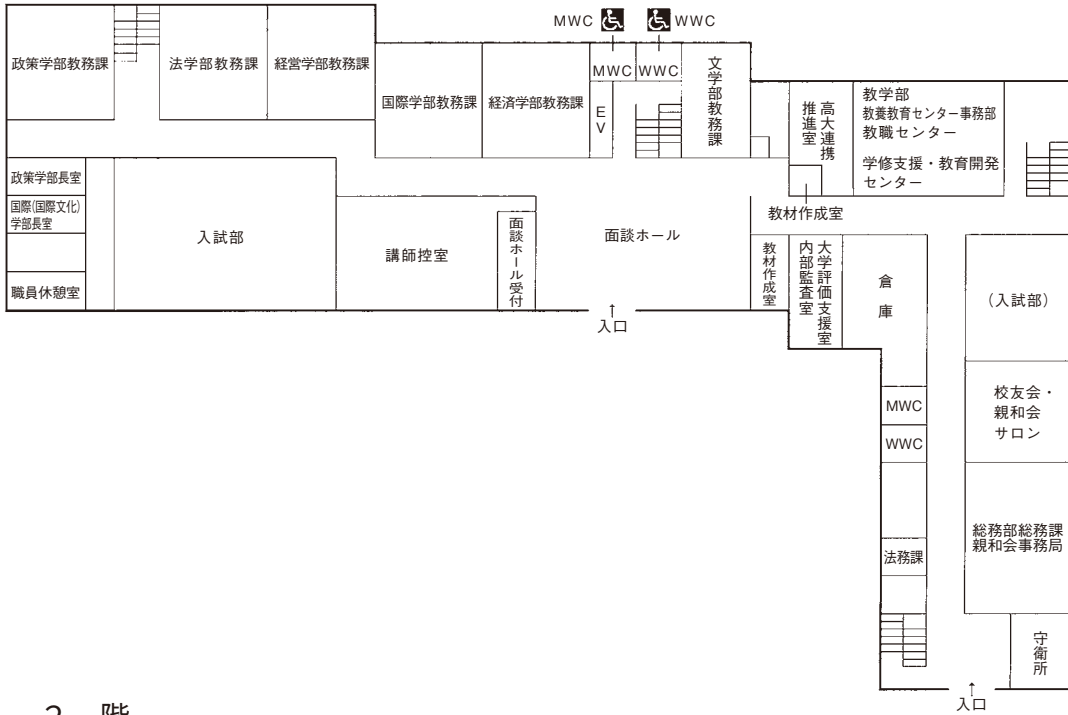 MWC
WWC
政策学部教務課
法学部教務課
経営学部教務課
国際学部教務課
経済学部教務課
MWC
WWC
EV
文学部教務課
高大連携
推進室
教学部
教養教育センター事務部
教職センター
学修支援・教育開発
センター
教材作成室
政策学部長室
国際(国際文化)
学部長室
職員休憩室
入試部
講師控室
面談ホール受付
面談ホール
入口
教材作成室
大学評価支援室
内部監査室
倉庫
(入試部)
校友会・
親和会
サロン
MWC
WWC
総務部総務課
親和会事務局
法務課
守衛所
入口
2 階